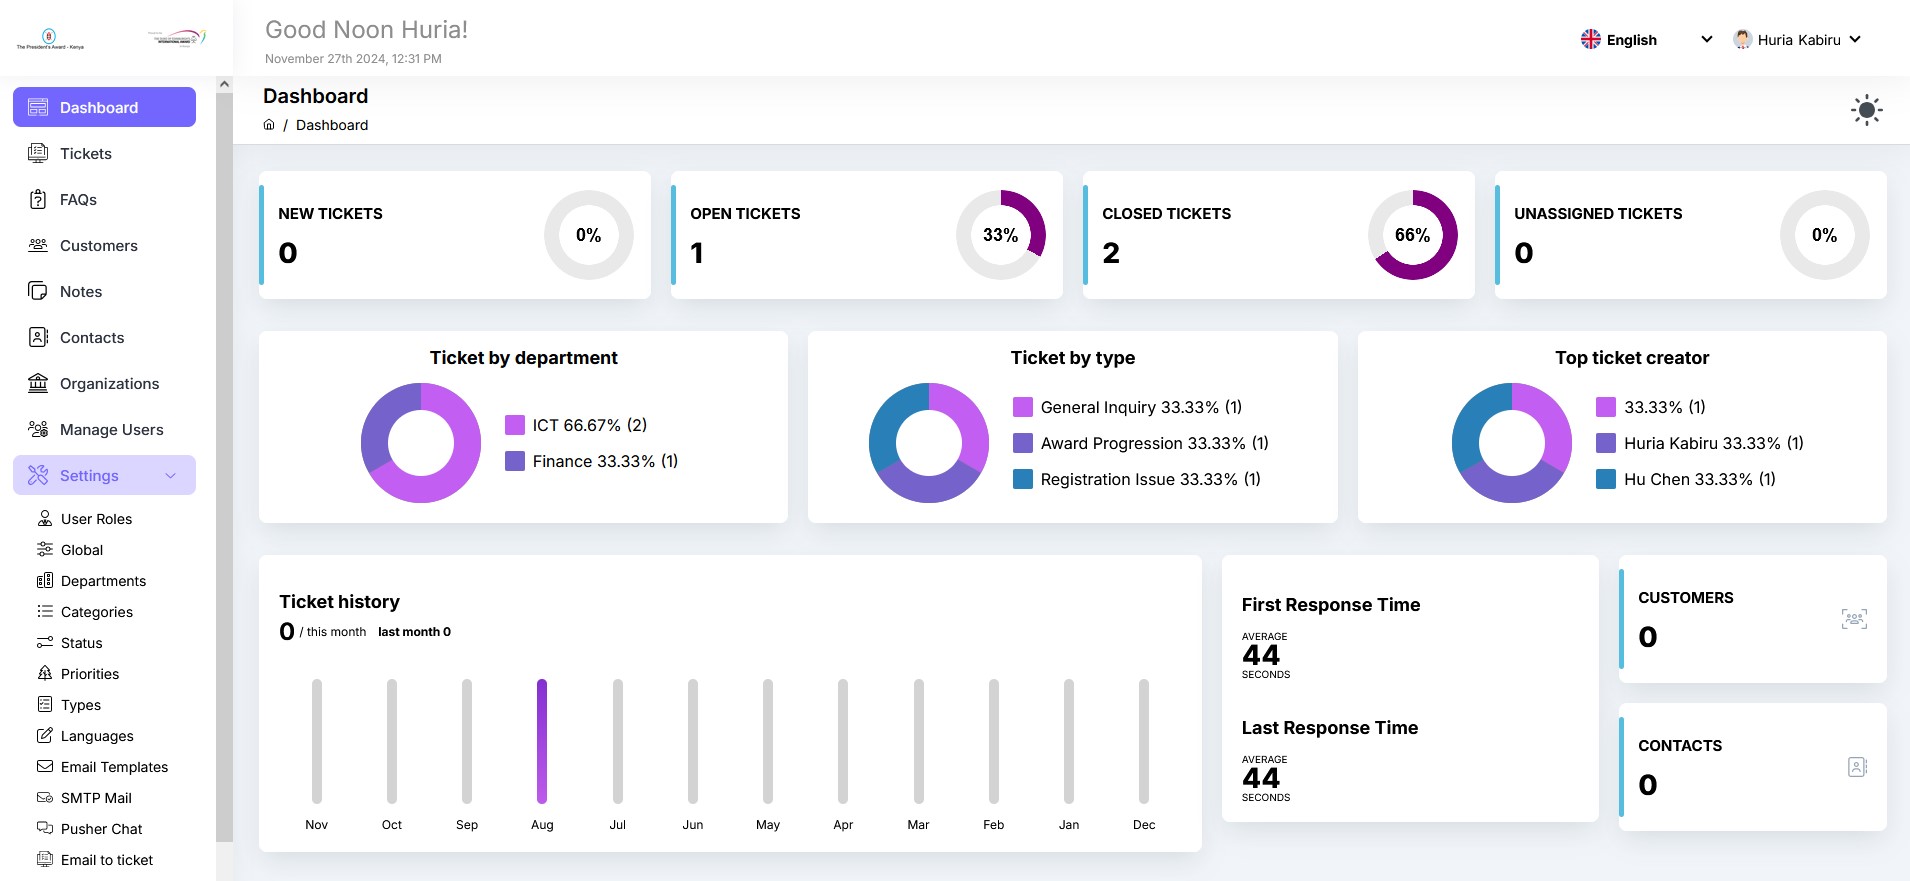 The President's Award - Kenya
INTERNATIONAL AWARD
Good Noon Huria!
November 27th 2024, 12:31 PM
English
Huria Kabiru
Dashboard
Tickets
FAQs
Customers
Notes
Contacts
Organizations
Manage Users
Settings
User Roles
Global
Departments
Categories
Status
Priorities
Types
Languages
Email Templates
SMTP Mail
Pusher Chat
Email to ticket
Dashboard
/ Dashboard
NEW TICKETS
0
0%
OPEN TICKETS
1
33%
CLOSED TICKETS
2
66%
UNASSIGNED TICKETS
0
0%
Ticket by department
ICT 66.67% (2)
Finance 33.33% (1)
Ticket by type
General Inquiry 33.33% (1)
Award Progression 33.33% (1)
Registration Issue 33.33% (1)
Top ticket creator
33.33% (1)
Huria Kabiru 33.33% (1)
Hu Chen 33.33% (1)
Ticket history
0 / this month last month 0
Nov Oct Sep Aug Jul Jun May Apr Mar Feb Jan Dec
First Response Time
AVERAGE
44
SECONDS
Last Response Time
AVERAGE
44
SECONDS
CUSTOMERS
0
CONTACTS
0